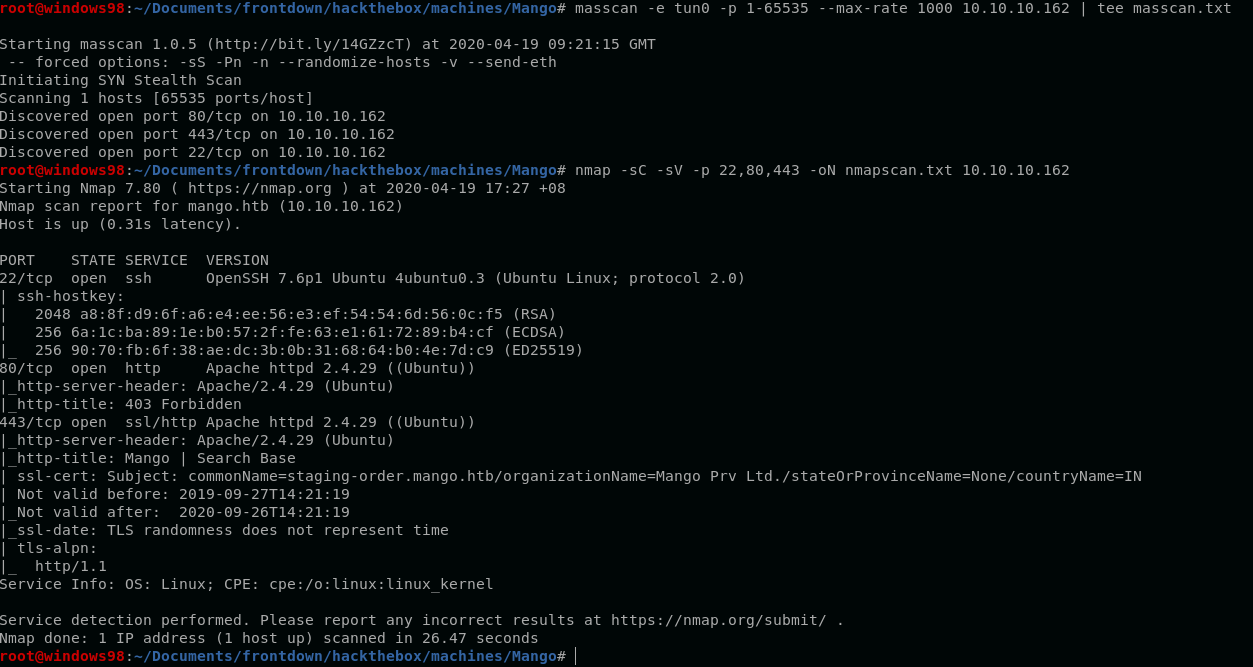 root@windows98:~/Documents/frontdown/hackthebox/machines/Mango# masscan -e tun0 -p 1-65535 --max-rate 1000 10.10.10.162 | tee masscan.txt
Starting masscan 1.0.5 (http://bit.ly/14GZzcT) at 2020-04-19 09:21:15 GMT
 -- forced options: -sS -Pn -n --randomize-hosts -v --send-eth
Initiating SYN Stealth Scan
Scanning 1 hosts [65535 ports/host]
Discovered open port 80/tcp on 10.10.10.162
Discovered open port 443/tcp on 10.10.10.162
Discovered open port 22/tcp on 10.10.10.162
root@windows98:~/Documents/frontdown/hackthebox/machines/Mango# nmap -sC -sV -p 22,80,443 -oN nmapscan.txt 10.10.10.162
Starting Nmap 7.80 ( https://nmap.org ) at 2020-04-19 17:27 +08
Nmap scan report for mango.htb (10.10.10.162)
Host is up (0.31s latency).
PORT    STATE SERVICE  VERSION
22/tcp  open  ssh      OpenSSH 7.6p1 Ubuntu 4ubuntu0.3 (Ubuntu Linux; protocol 2.0)
| ssh-hostkey:
|   2048 a8:8f:d9:6f:a6:e4:ee:56:e3:ef:54:54:6d:56:0c:f5 (RSA)
|   256 6a:1c:ba:89:1e:b0:57:2f:fe:63:e1:61:72:89:b4:cf (ECDSA)
|_  256 90:70:fb:6f:38:ae:dc:3b:0b:31:68:64:b0:4e:7d:c9 (ED25519)
80/tcp  open  http     Apache httpd 2.4.29 ((Ubuntu))
|_http-server-header: Apache/2.4.29 (Ubuntu)
|_http-title: 403 Forbidden
443/tcp open  ssl/http Apache httpd 2.4.29 ((Ubuntu))
|_http-server-header: Apache/2.4.29 (Ubuntu)
|_http-title: Mango | Search Base
| ssl-cert: Subject: commonName=staging-order.mango.htb/organizationName=Mango Prv Ltd./stateOrProvinceName=None/countryName=IN
| Not valid before: 2019-09-27T14:21:19
|_Not valid after:  2020-09-26T14:21:19
|_ssl-date: TLS randomness does not represent time
| tls-alpn:
|_  http/1.1
Service Info: OS: Linux; CPE: cpe:/o:linux:linux_kernel
Service detection performed. Please report any incorrect results at https://nmap.org/submit/ .
Nmap done: 1 IP address (1 host up) scanned in 26.47 seconds
root@windows98:~/Documents/frontdown/hackthebox/machines/Mango#